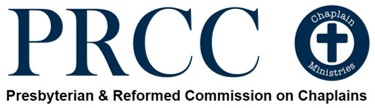 PRCC
Chaplain
Ministries
Presbyterian & Reformed Commission on Chaplains